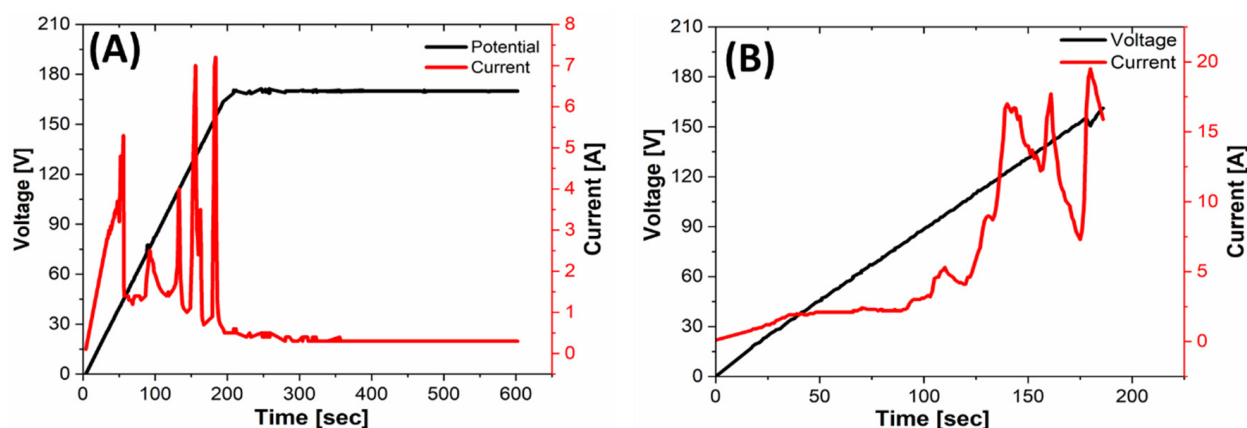 (A)
Potential
Current
Voltage [V]
210
180
150
120
90
60
30
0
Current [A]
8
7
6
5
4
3
2
1
0
0 100 200 300 400 500 600
Time [sec]
(B)
Voltage
Current
Voltage [V]
210
180
150
120
90
60
30
0
Current [A]
20
15
10
5
0
0 50 100 150 200
Time [sec]